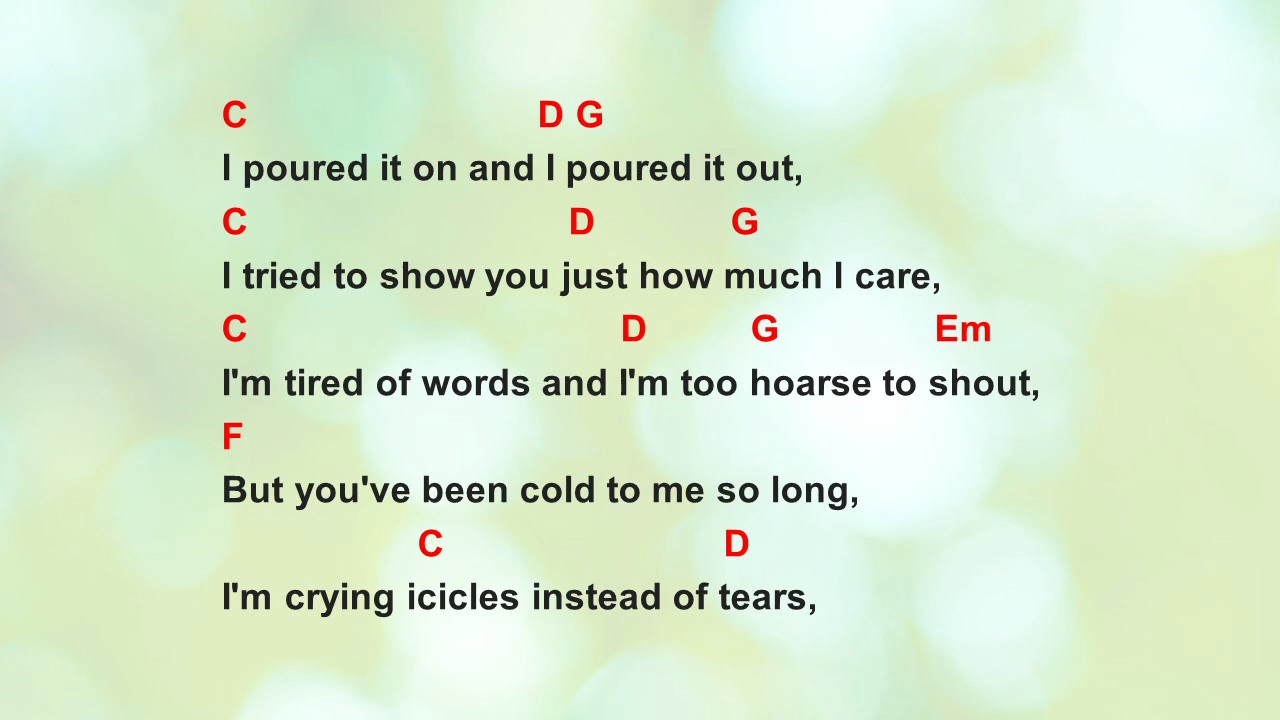 C D G
I poured it on and I poured it out,
C D G
I tried to show you just how much I care,
C D G Em
I'm tired of words and I'm too hoarse to shout,
F
But you've been cold to me so long,
C D
I'm crying icicles instead of tears,